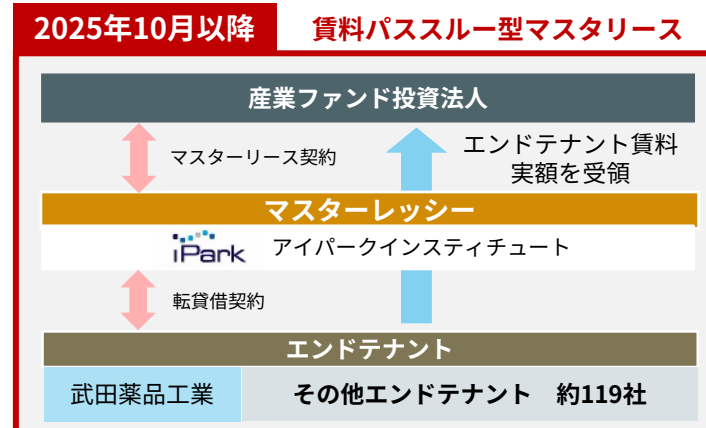 2025年10月以降
賃料パススルー型マスタリース
産業ファンド投資法人
マスターリース契約
エンドテナント賃料
実額を受領
マスターレッシー
iPark アイパークインスティチュート
転貸借契約
エンドテナント
武田薬品工業
その他エンドテナント 約119社